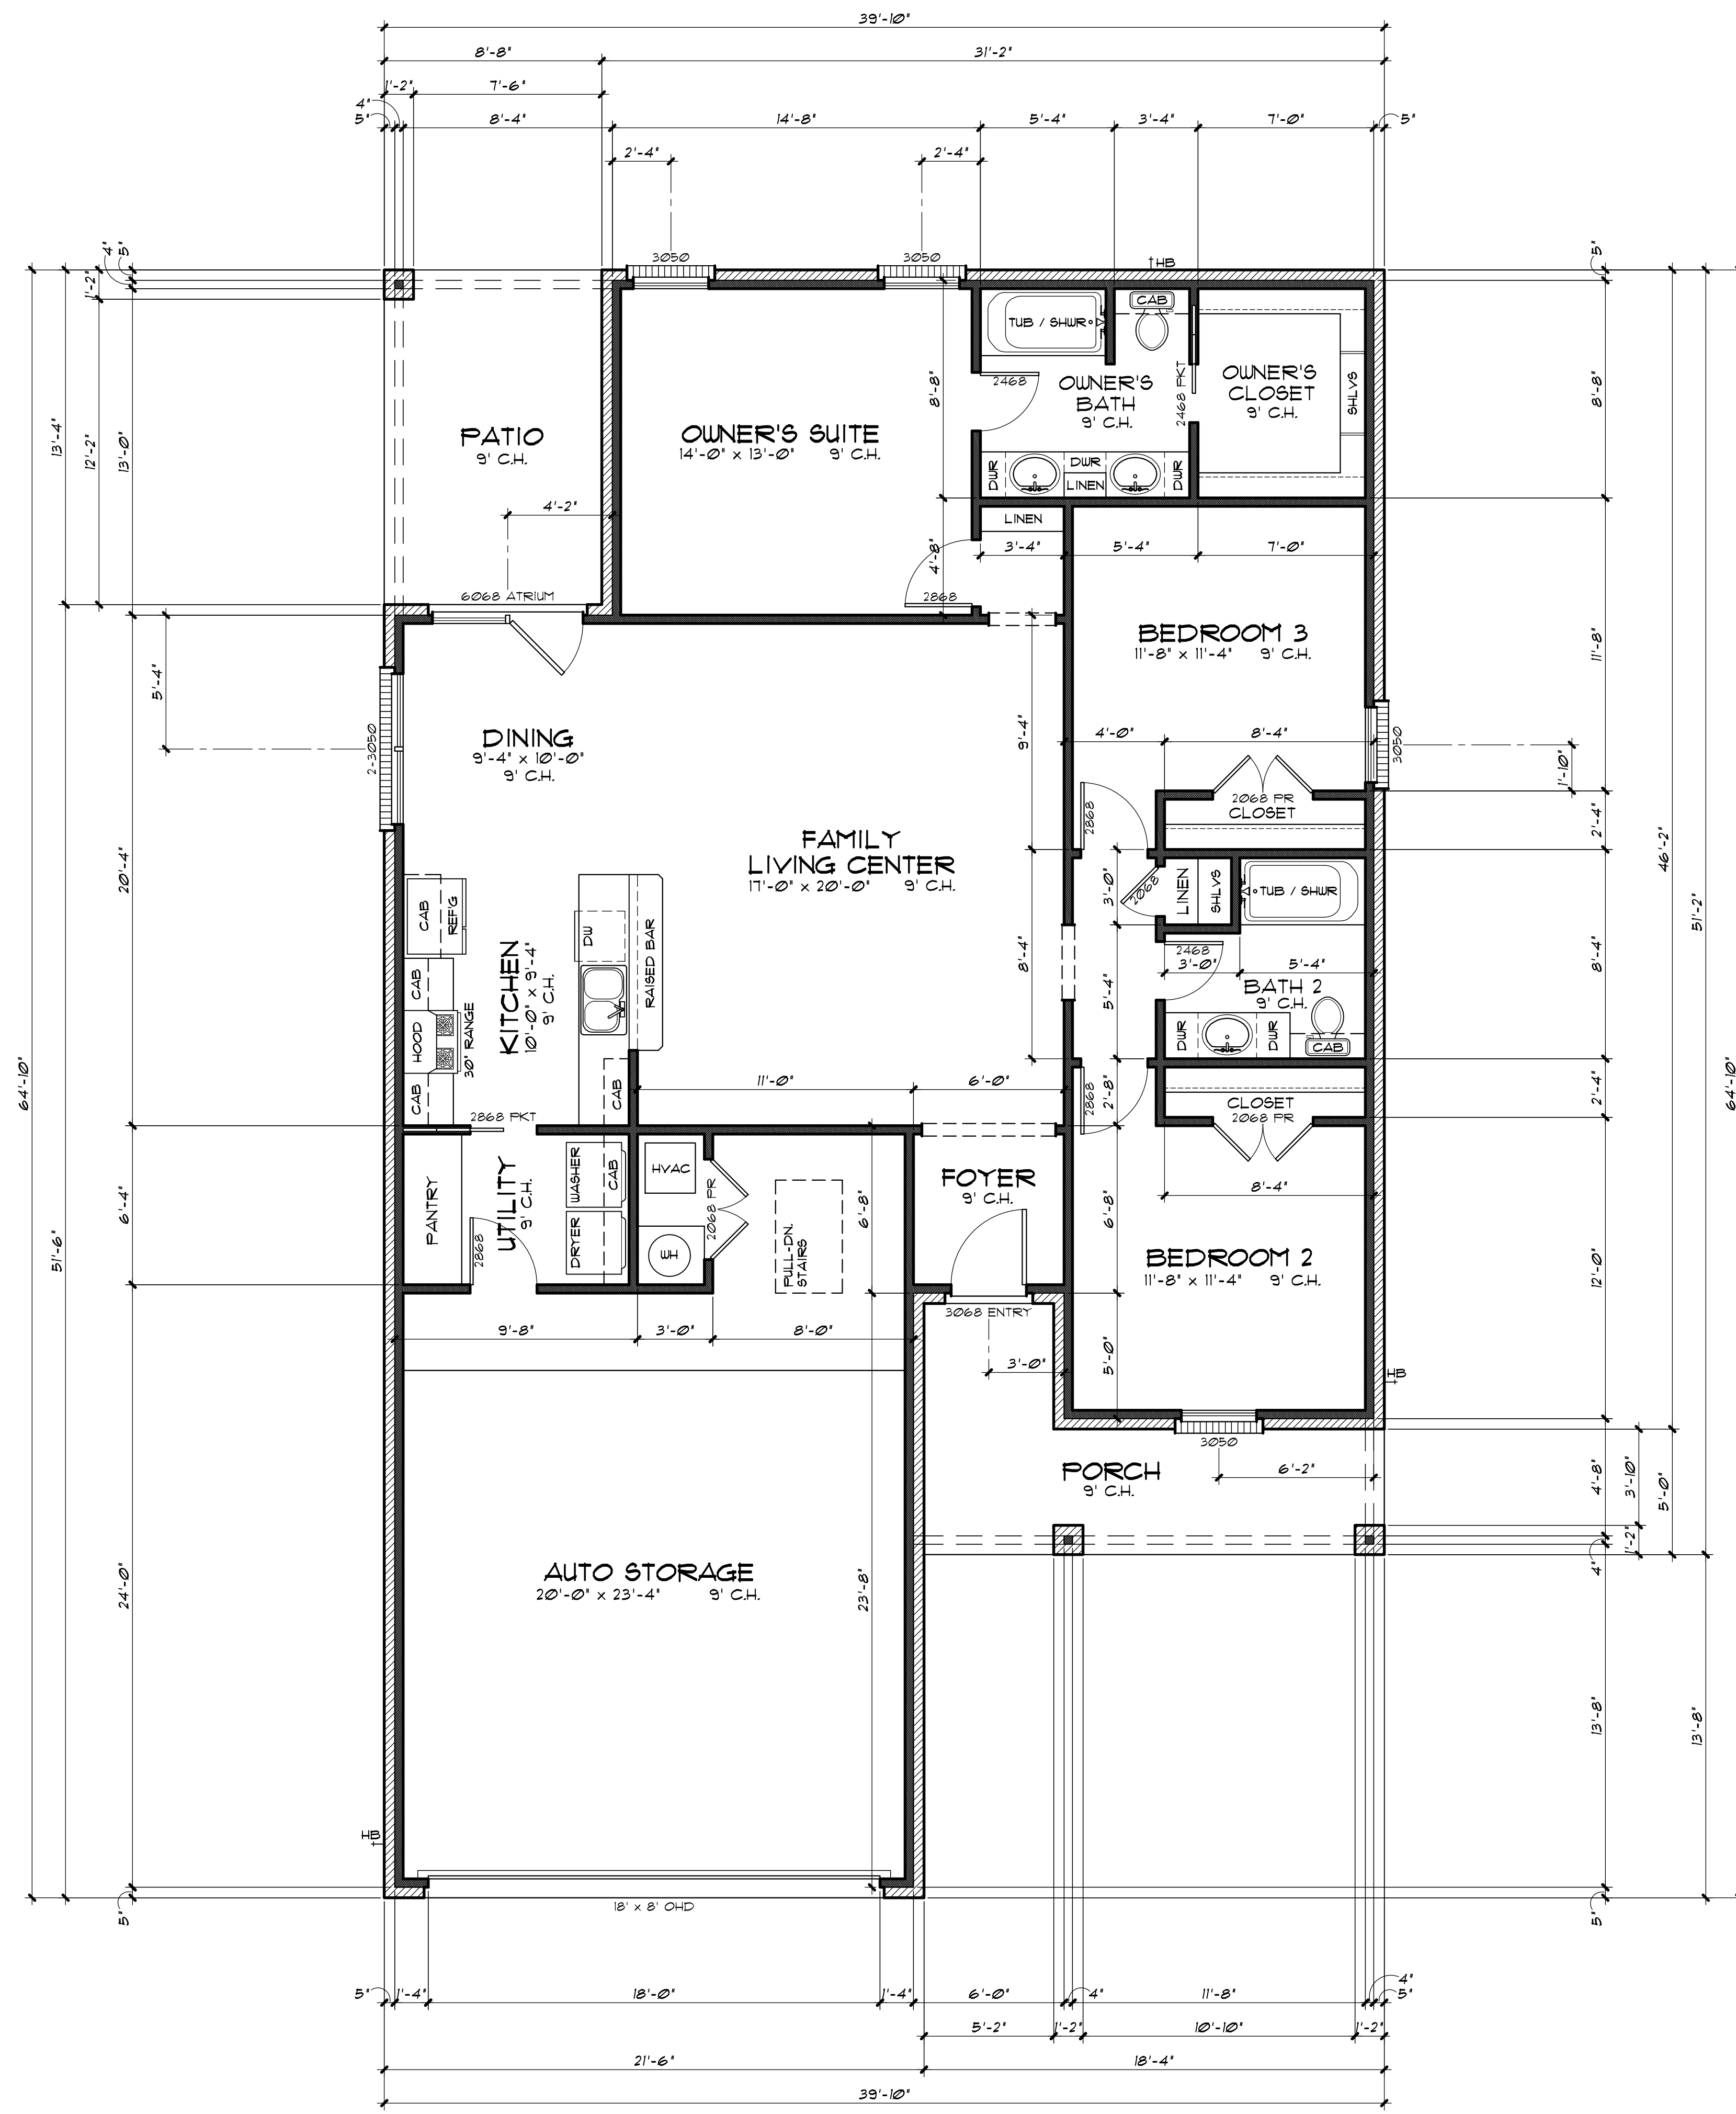 39'-10"
8'-8" 31'-2"
1'-2" 7'-6"
4"
5" 8'-4" 14'-8" 5'-4" 3'-4" 7'-0" 5"
2'-4" 2'-4"
3050 3050 HB
4" 5" 5"
1'-2"
13'-4" 12'-2" 13'-0"
TUB / SHWR CAB
2468
OWNER'S
BATH
9' C.H.
2468 PKT
OWNER'S
CLOSET
9' C.H.
SHLVS
8'-8" 8'-8"
PATIO
9' C.H.
OWNER'S SUITE
14'-0" x 13'-0" 9' C.H.
DWR DWR DWR
LINEN
4'-2"
LINEN
3'-4" 5'-4" 7'-0"
4'-8"
6068 ATRIUM 2868
BEDROOM 3
11'-8" x 11'-4" 9' C.H.
11'-8"
5'-4"
2-3050
DINING
9'-4" x 10'-0"
9' C.H.
9'-4"
4'-0" 8'-4"
3050
1'-10"
2868
2068 PR
CLOSET
2'-4"
46'-2"
20'-4"
FAMILY
LIVING CENTER
17'-0" x 20'-0" 9' C.H.
CAB REF'G
DW
RAISED BAR
KITCHEN
10'-0" x 9'-4"
9' C.H.
CAB
HOOD
30" RANGE
CAB
CAB
3'-0"
2068
LINEN SHLVS
TUB / SHWR
51'-2"
8'-4"
2468
3'-0" 5'-4"
5'-4"
BATH 2
9' C.H.
8'-4"
DWR DWR CAB
64'-10" 64'-10"
11'-0" 6'-0"
2868 2'-8"
CLOSET
2068 PR
2'-4"
2868 PKT
PANTRY
UTILITY
9' C.H.
WASHER CAB
DRYER
2868
HVAC
WH
2068 PR
PULL-DN.
STAIRS
6'-8"
FOYER
9' C.H.
6'-8"
8'-4"
6'-4"
51'-6"
BEDROOM 2
11'-8" x 11'-4" 9' C.H.
12'-0"
3068 ENTRY
9'-8" 3'-0" 8'-0"
3'-0"
5'-0"
HB
3050
PORCH
9' C.H.
6'-2"
4'-8" 3'-10" 5'-0"
1'-2"
4"
24'-0"
AUTO STORAGE
20'-0" x 23'-4" 9' C.H.
23'-8"
13'-8" 13'-8"
HB
18' x 8' OHD
5" 5"
5" 1'-4" 18'-0" 1'-4" 6'-0" 4" 11'-8" 4"
5"
5'-2" 1'-2" 10'-10" 1'-2"
21'-6" 18'-4"
39'-10"